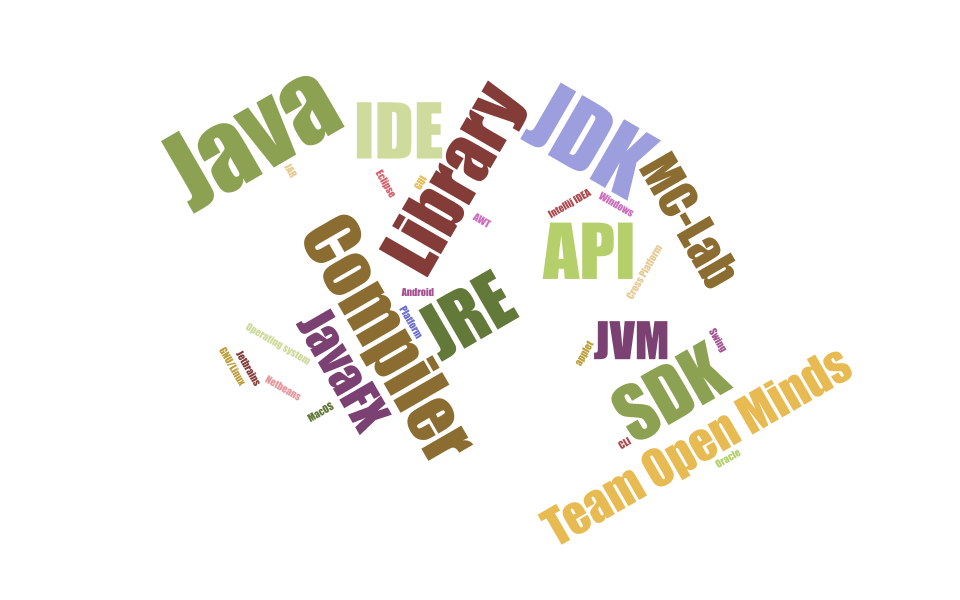 Java
IDE
Library
JDK
MC-Lab
JAR
Eclipse
GUI
AWT
Intellij IDEA
Windows
API
Cross Platform
Compiler
Android
Platform
JRE
JavaFX
Operating system
GNU/Linux
Jetbrains
Netbeans
MacOS
applet
JVM
Swing
SDK
CLI
Team Open Minds
Oracle